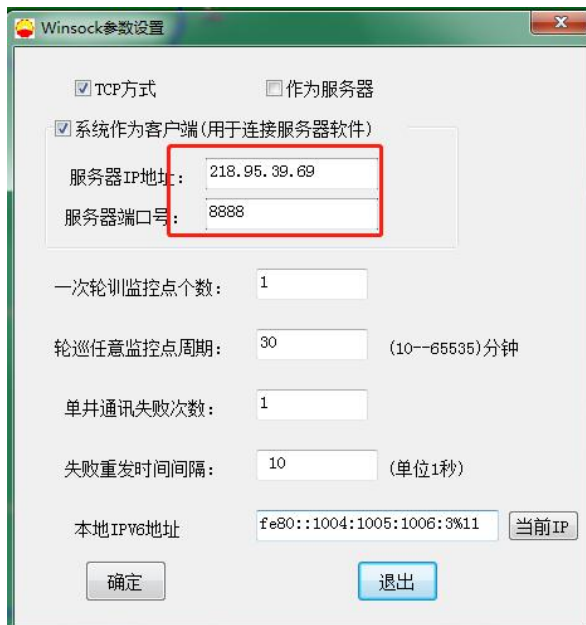 Winsock参数设置
TCP方式 作为服务器
系统作为客户端(用于连接服务器软件)
服务器IP地址: 218.95.39.69
服务器端口号: 8888
一次轮训监控点个数: 1
轮巡任意监控点周期: 30 (10--65535)分钟
单井通讯失败次数: 1
失败重发时间间隔: 10 (单位1秒)
本地IPV6地址 fe80::1004:1005:1006:3%11 当前IP
确定 退出